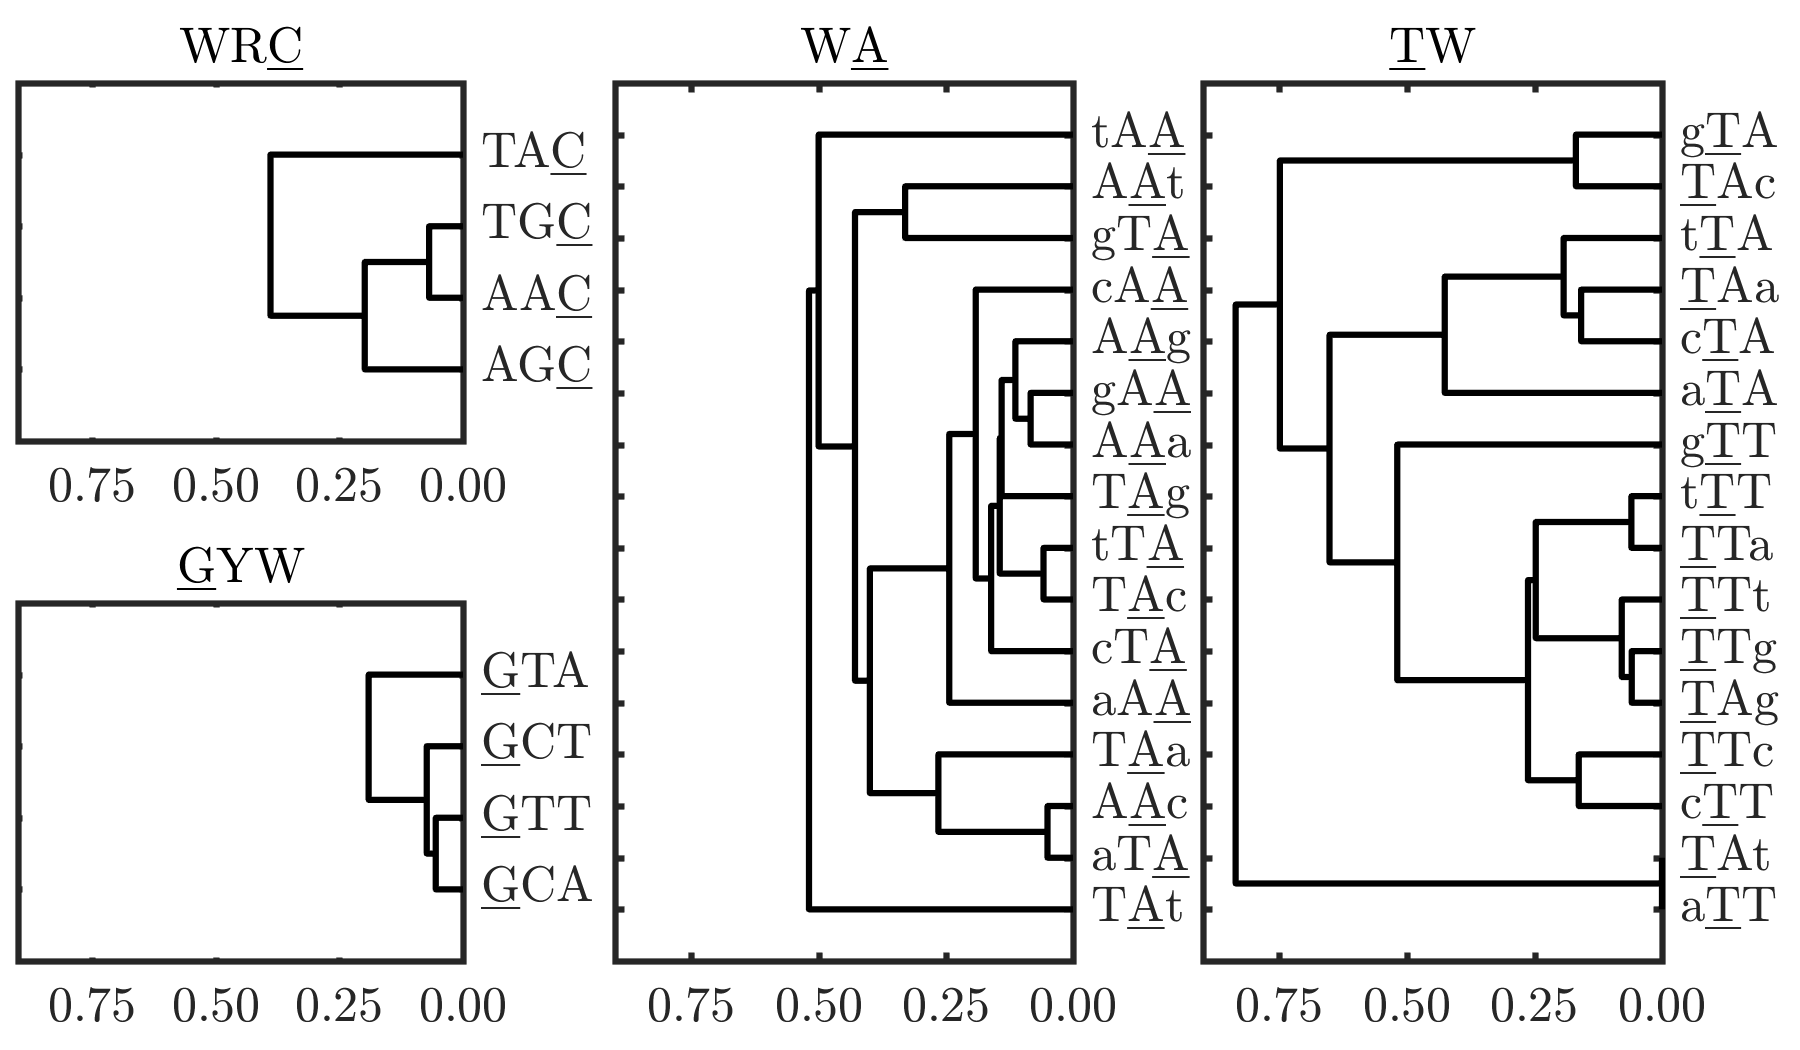 WRC
TAC
TGC
AAC
AGC
0.75 0.50 0.25 0.00
GYW
GTA
GCT
GTT
GCA
0.75 0.50 0.25 0.00
WA
tAA
AAt
gTA
cAA
AAg
gAA
AAa
TAg
tTA
TAc
cTA
aAA
TAa
AAc
aTA
TAt
0.75 0.50 0.25 0.00
TW
gTA
TAc
tTA
TAa
cTA
aTA
gTT
tTT
TTa
TTt
TTg
TAg
TTc
cTT
TAt
aTT
0.75 0.50 0.25 0.00